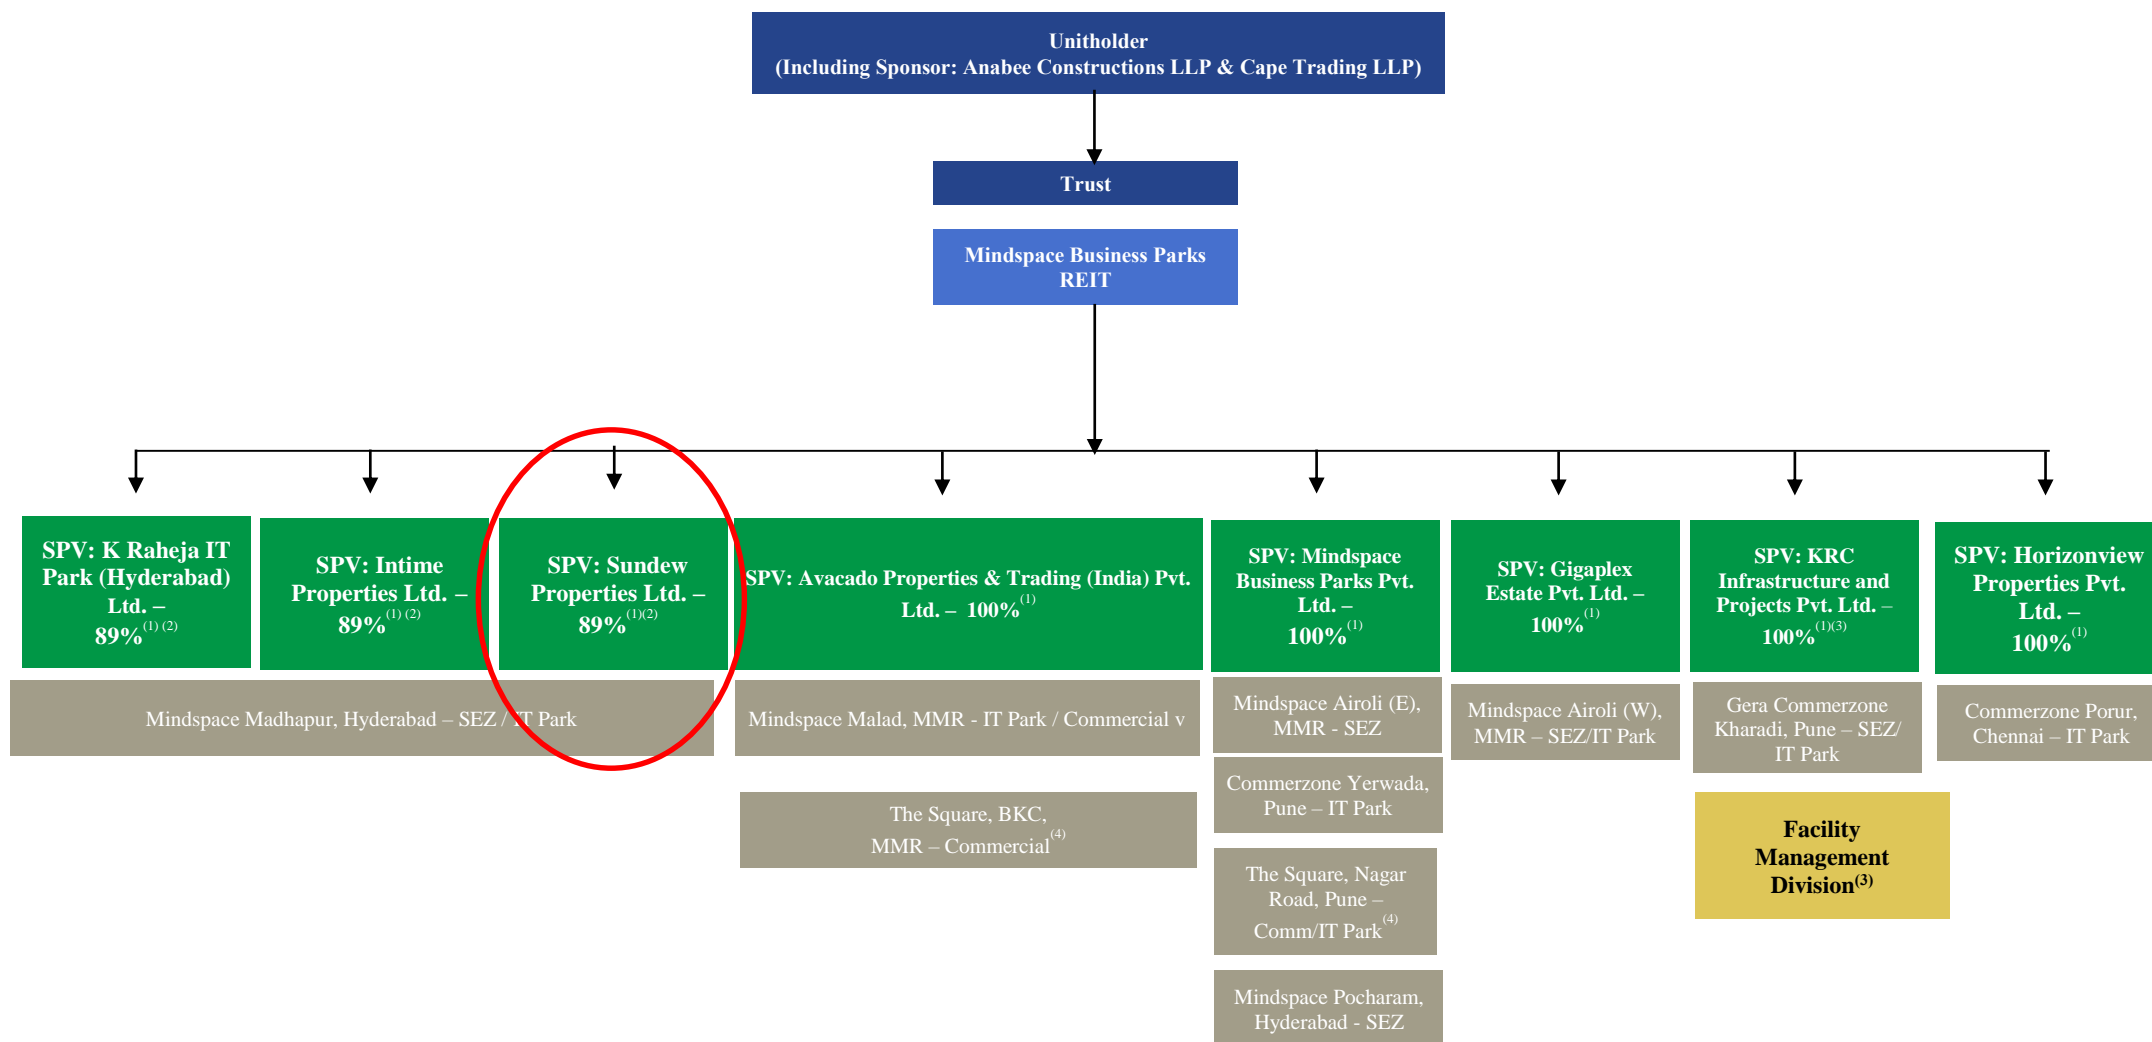 Unitholder
(Including Sponsor: Anabee Constructions LLP & Cape Trading LLP)
Trust
Mindspace Business Parks
REIT
SPV: K Raheja IT
Park (Hyderabad)
Ltd. –
89%(1) (2)
SPV: Intime
Properties Ltd. –
89%(1) (2)
SPV: Sundew
Properties Ltd. –
89%(1)(2)
SPV: Avacado Properties & Trading (India) Pvt.
Ltd. – 100%(1)
SPV: Mindspace
Business Parks Pvt.
Ltd. –
100%(1)
SPV: Gigaplex
Estate Pvt. Ltd. –
100%(1)
SPV: KRC
Infrastructure and
Projects Pvt. Ltd. –
100%(1)(3)
SPV: Horizonview
Properties Pvt.
Ltd. –
100%(1)
Mindspace Madhapur, Hyderabad – SEZ / IT Park
Mindspace Malad, MMR - IT Park / Commercial v
The Square, BKC,
MMR – Commercial(4)
Mindspace Airoli (E),
MMR - SEZ
Commerzone Yerwada,
Pune – IT Park
The Square, Nagar
Road, Pune –
Comm/IT Park(4)
Mindspace Pocharam,
Hyderabad - SEZ
Mindspace Airoli (W),
MMR – SEZ/IT Park
Gera Commerzone
Kharadi, Pune – SEZ/
IT Park
Facility
Management
Division(3)
Commerzone Porur,
Chennai – IT Park